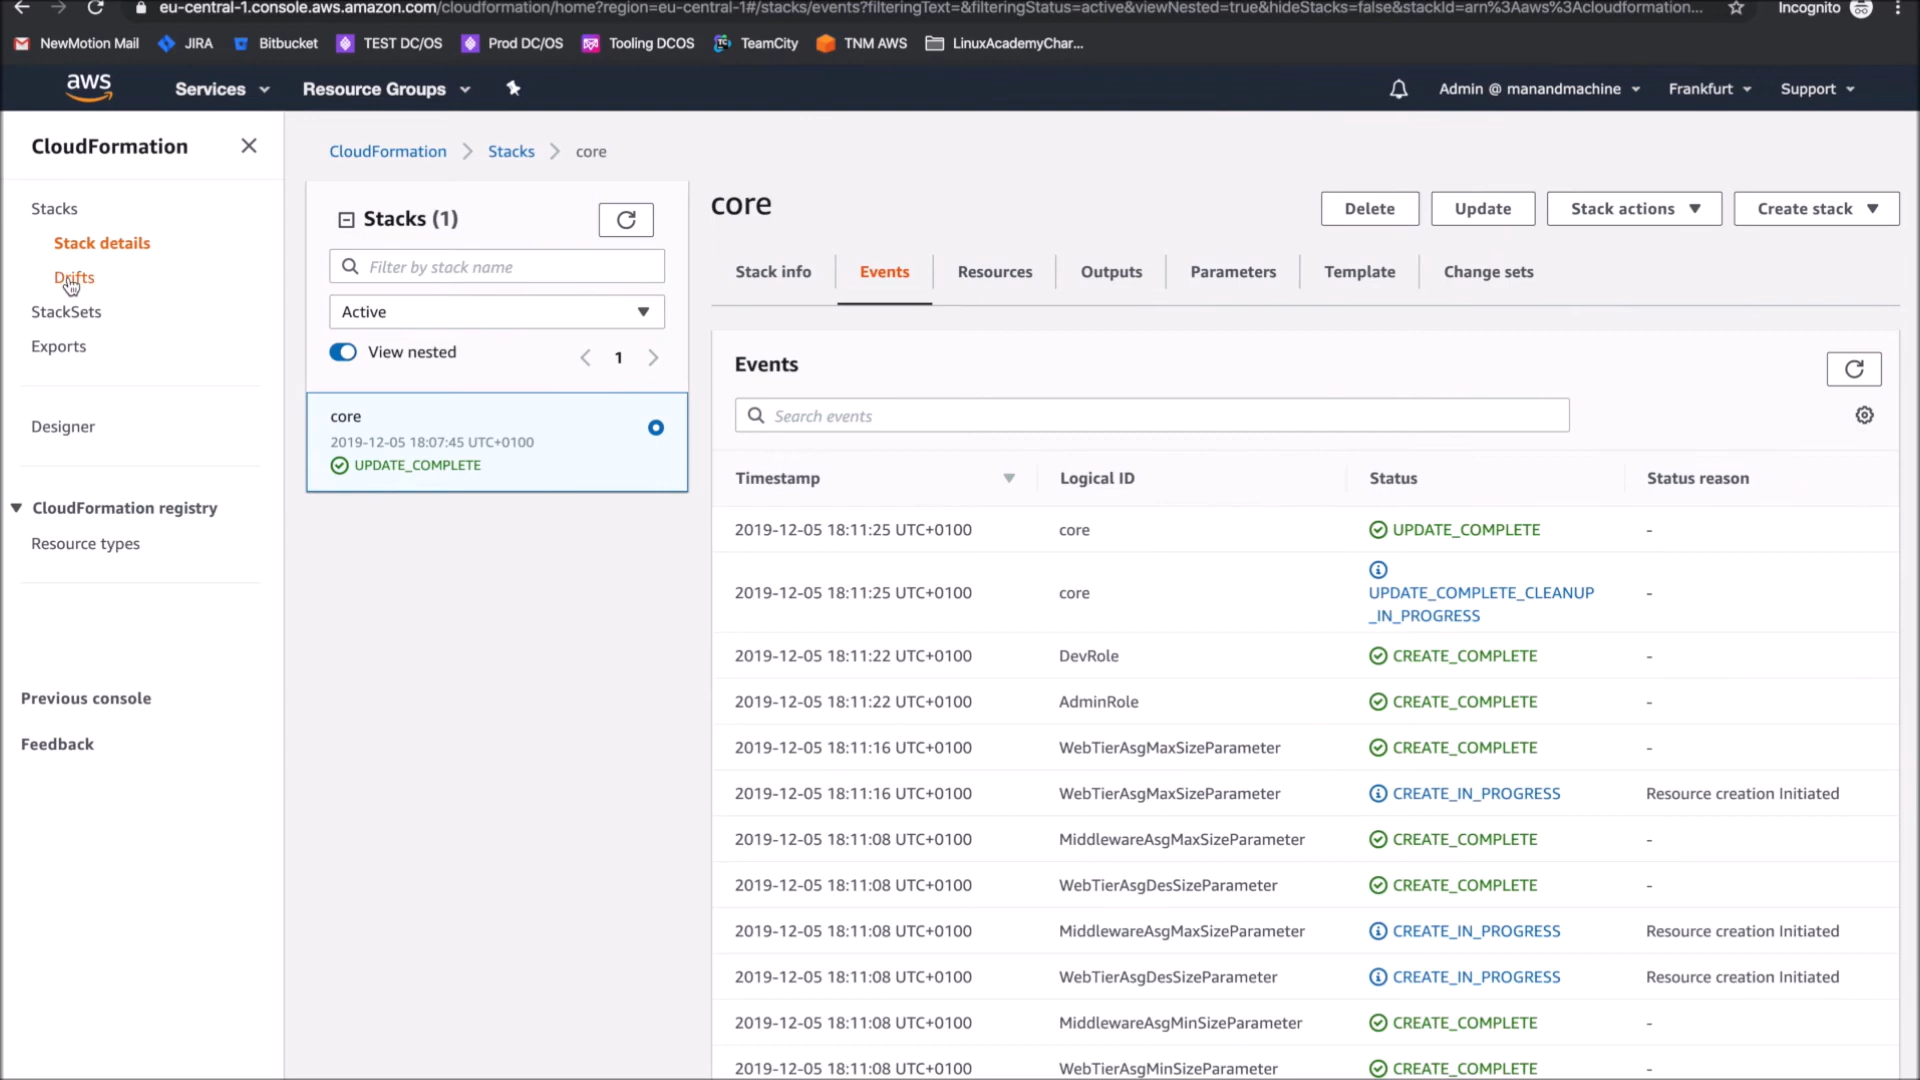 eu-central-1.console.aws.amazon.com/cloudformation/home?region=eu-central-1#/stacks/events?filteringText=&filteringStatus=active&viewNested=true&hideStacks=false&stackId=arn%3Aaws%3Acloudformation...
Incognito
NewMotion Mail
JIRA
Bitbucket
TEST DC/OS
Prod DC/OS
Tooling DCOS
TeamCity
TNM AWS
LinuxAcademyChar...
aws
Services
Resource Groups
Admin @ manandmachine
Frankfurt
Support
CloudFormation
Stacks
Stack details
Drifts
StackSets
Exports
Designer
CloudFormation registry
Resource types
Previous console
Feedback
CloudFormation > Stacks > core
Stacks (1)
Filter by stack name
Active
View nested
1
core
2019-12-05 18:07:45 UTC+0100
UPDATE_COMPLETE
core
Delete
Update
Stack actions
Create stack
Stack info
Events
Resources
Outputs
Parameters
Template
Change sets
Events
Search events
Timestamp Logical ID Status Status reason
2019-12-05 18:11:25 UTC+0100 core UPDATE_COMPLETE -
2019-12-05 18:11:25 UTC+0100 core UPDATE_COMPLETE_CLEANUP
_IN_PROGRESS -
2019-12-05 18:11:22 UTC+0100 DevRole CREATE_COMPLETE -
2019-12-05 18:11:22 UTC+0100 AdminRole CREATE_COMPLETE -
2019-12-05 18:11:16 UTC+0100 WebTierAsgMaxSizeParameter CREATE_COMPLETE -
2019-12-05 18:11:16 UTC+0100 WebTierAsgMaxSizeParameter CREATE_IN_PROGRESS Resource creation Initiated
2019-12-05 18:11:08 UTC+0100 MiddlewareAsgMaxSizeParameter CREATE_COMPLETE -
2019-12-05 18:11:08 UTC+0100 WebTierAsgDesSizeParameter CREATE_COMPLETE -
2019-12-05 18:11:08 UTC+0100 MiddlewareAsgMaxSizeParameter CREATE_IN_PROGRESS Resource creation Initiated
2019-12-05 18:11:08 UTC+0100 WebTierAsgDesSizeParameter CREATE_IN_PROGRESS Resource creation Initiated
2019-12-05 18:11:08 UTC+0100 MiddlewareAsgMinSizeParameter CREATE_COMPLETE -
2019-12-05 18:11:08 UTC+0100 WebTierAsgMinSizeParameter CREATE_COMPLETE -